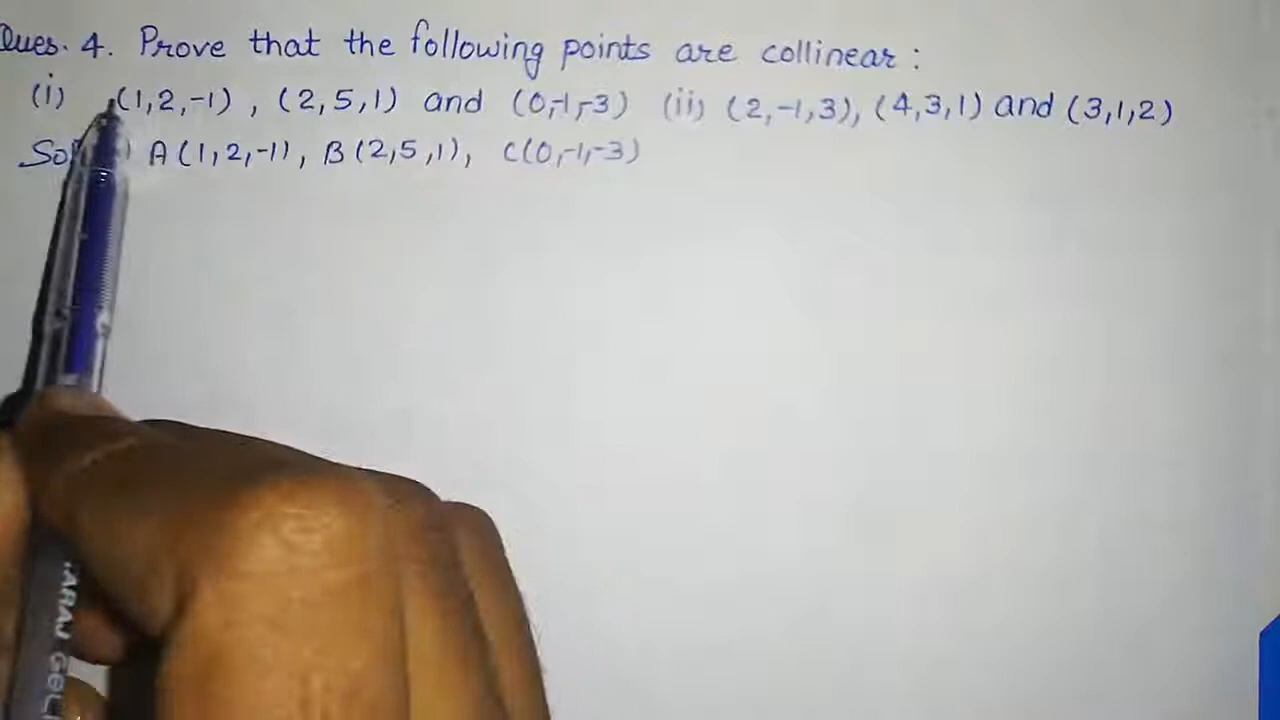 Ques. 4. Prove that the following points are collinear :
(i) (1,2,-1) , (2,5,1) and (0,-1,-3) (ii) (2,-1,3), (4,3,1) and (3,1,2)
A(1,2,-1), B(2,5,1), C(0,-1,-3)